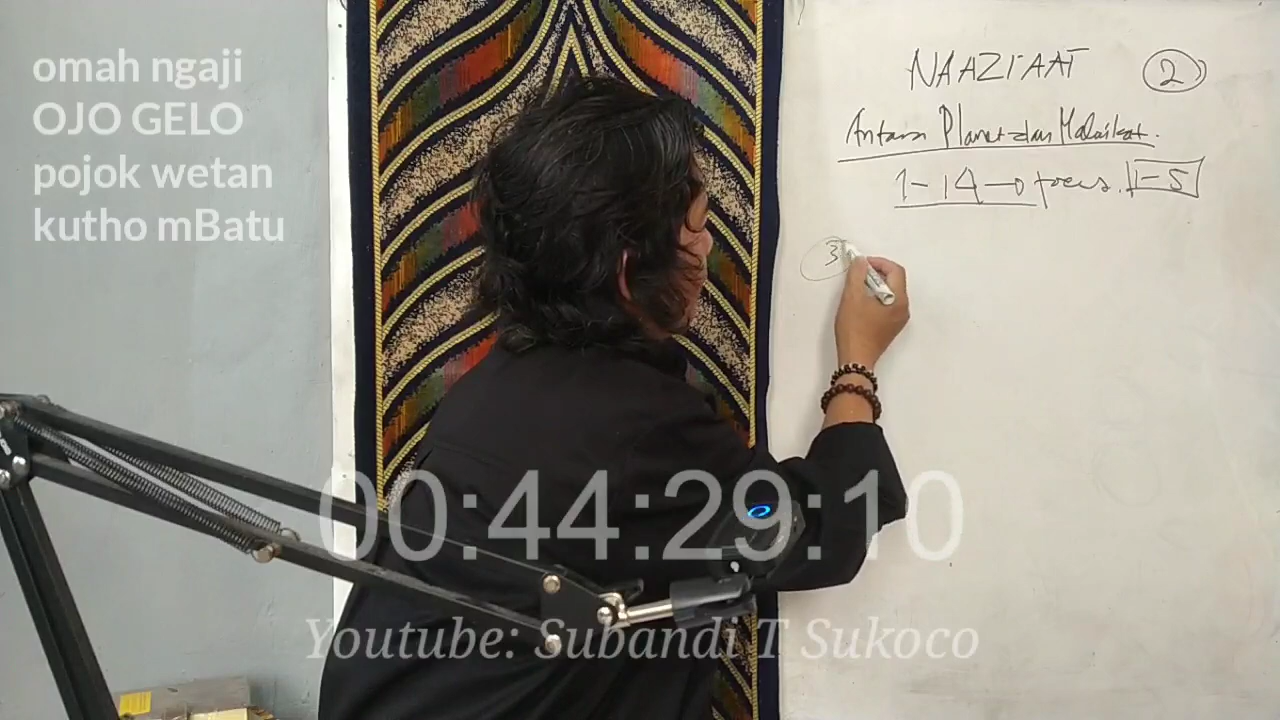 omah ngaji
OJO GELO
pojok wetan
kutho mBatu
NAAZI'AAT 2
Antara Planet dan Malaikat.
1-14 → focus. 1-5
3
00:44:29:10
Youtube: Subandi T Sukoco